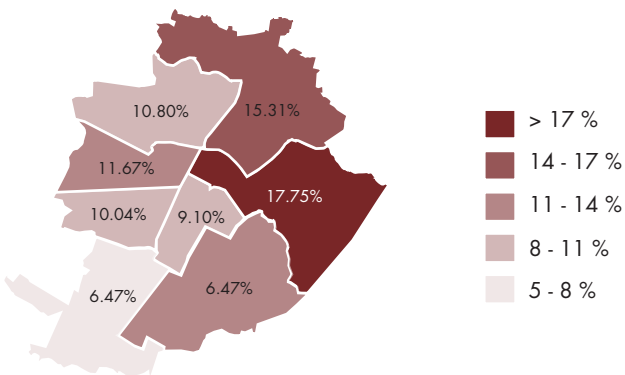 10.80%
15.31%
11.67%
17.75%
10.04%
9.10%
6.47%
6.47%
> 17 %
14 - 17 %
11 - 14 %
8 - 11 %
5 - 8 %